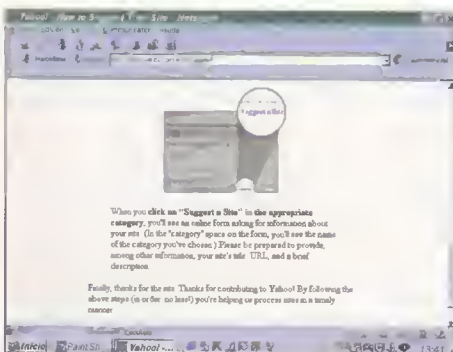 Yahoo! How to S
Suggest a Site
When you click on "Suggest a Site" in the appropriate
category, you'll see an online form asking for information about
your site. (In the "category" space on the form, you'll see the name
of the category you've chosen.) Please be prepared to provide,
among other information, your site's title, URL, and a brief
description.
Finally, thanks for the site. Thanks for contributing to Yahoo! By following the
above steps (in order no less!) you're helping us process sites in a timely
manner
Inicio
Yahoo! -...
13:41